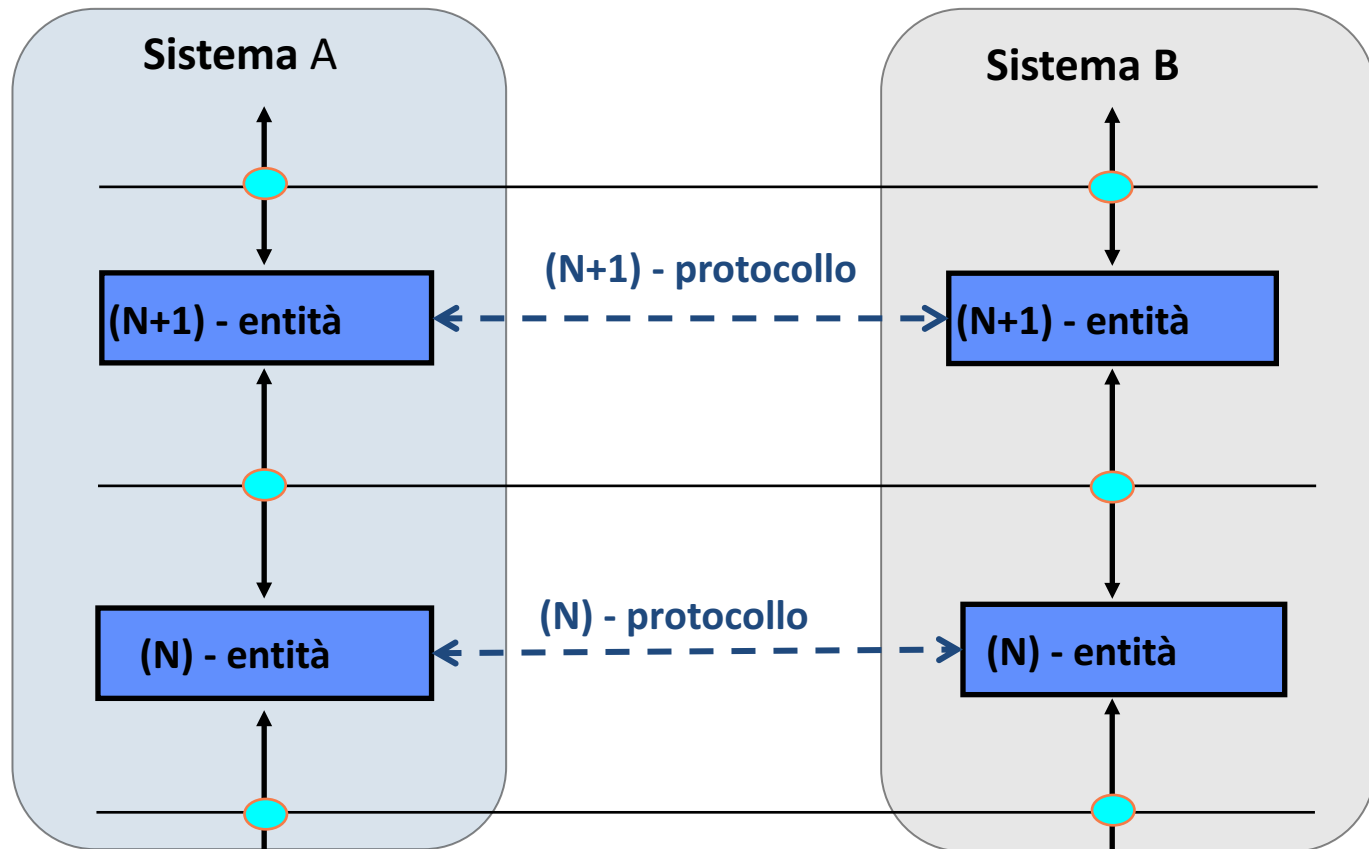 Sistema A
Sistema B
(N+1) - protocollo
(N+1) - entità
(N+1) - entità
(N) - protocollo
(N) - entità
(N) - entità